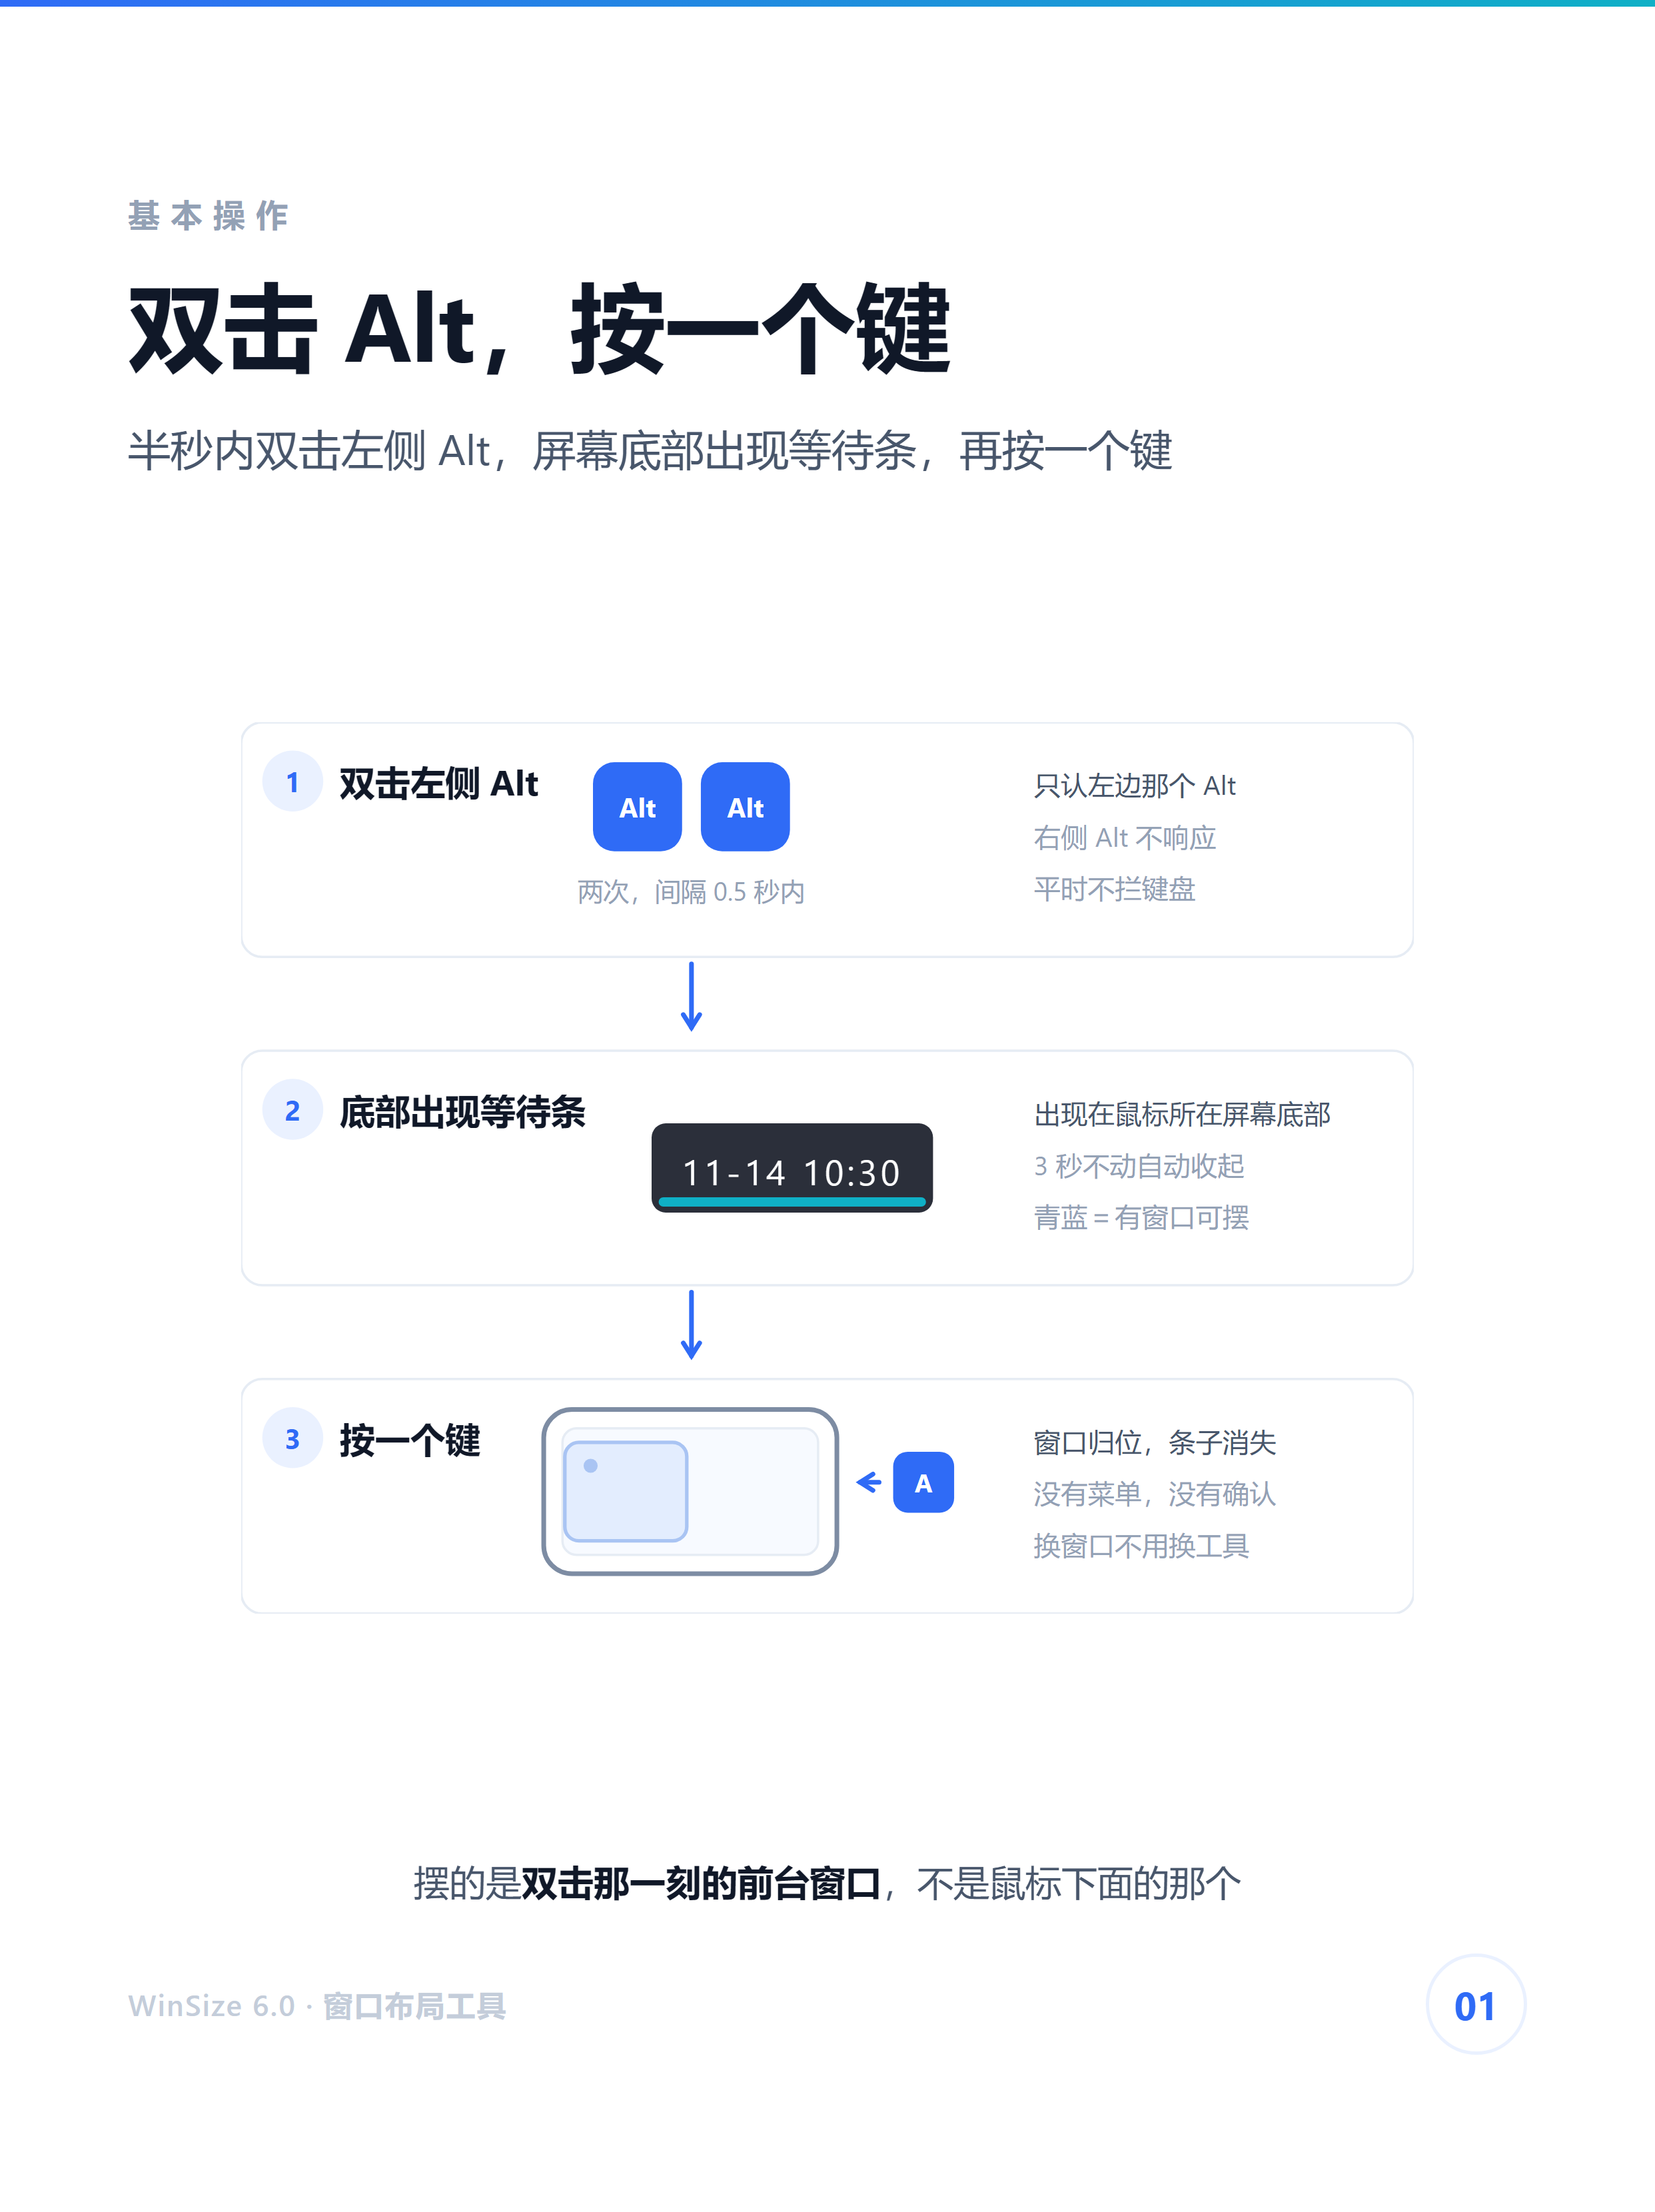 基本操作
双击 Alt，按一个键
半秒内双击左侧 Alt，屏幕底部出现等待条，再按一个键
1 双击左侧 Alt
Alt Alt
两次，间隔 0.5 秒内
只认左边那个 Alt
右侧 Alt 不响应
平时不拦键盘
2 底部出现等待条
11-14 10:30
出现在鼠标所在屏幕底部
3 秒不动自动收起
青蓝 = 有窗口可摆
3 按一个键
A
窗口归位，条子消失
没有菜单，没有确认
换窗口不用换工具
摆的是双击那一刻的前台窗口，不是鼠标下面的那个
WinSize 6.0 · 窗口布局工具
01